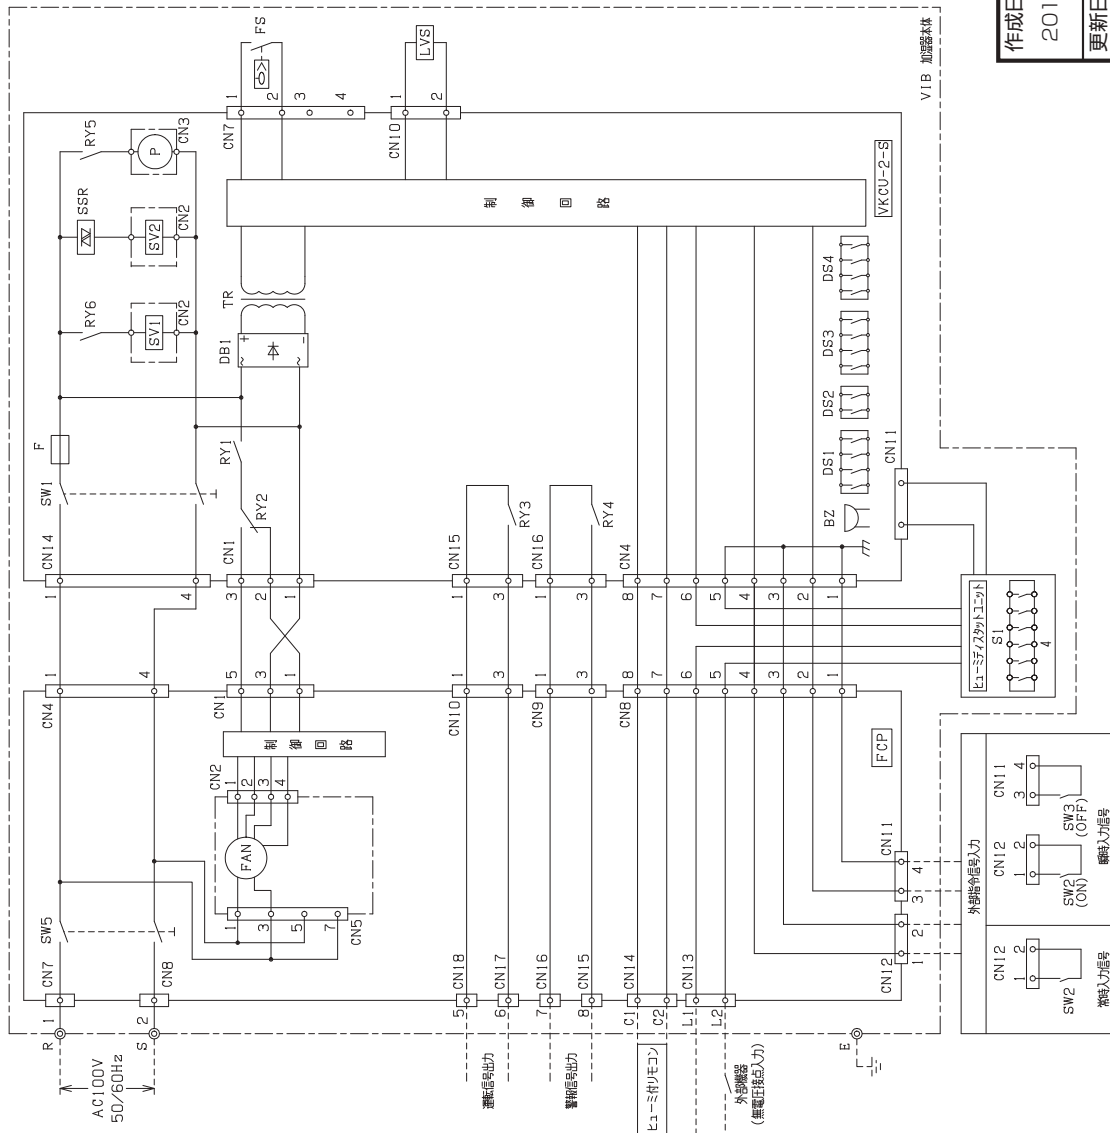 作成日
201
更新日
VIB 加湿器本体
FS
LVS
1
2
3
4
CN7
1
2
CN10
RY5
CN3
P
SSR
SV2
CN2
RY6
SV1
CN2
制御回路
VKCU-2-S
TR
DB1
F
SW1
RY1
RY2
DS4
DS3
DS2
DS1
BZ
CN11
RY3
RY4
CN14
1
4
CN1
3
2
1
CN15
1
3
CN16
1
3
CN4
8
7
6
5
4
3
2
1
ヒューミディスタットユニット
S1
4
CN4
1
4
CN1
5
3
1
CN10
1
3
CN9
1
3
CN8
8
7
6
5
4
3
2
1
制御回路
CN2
1
2
3
4
FAN
1
3
5
7
CN5
FCP
SW5
CN7
CN8
R 1
S 2
AC100V
50/60Hz
CN18
5
CN17
6
CN16
7
CN15
8
CN14
C1
C2
CN13
L1
L2
運転信号出力
警報信号出力
ヒューミ付リモコン
外部機器
(無電圧接点入力)
E
CN12
1
2
CN11
3
4
外部指令信号入力
CN12
1 2
SW2
常時入力信号
CN12
1 2
SW2
(ON)
CN11
3 4
SW3
(OFF)
瞬時入力信号